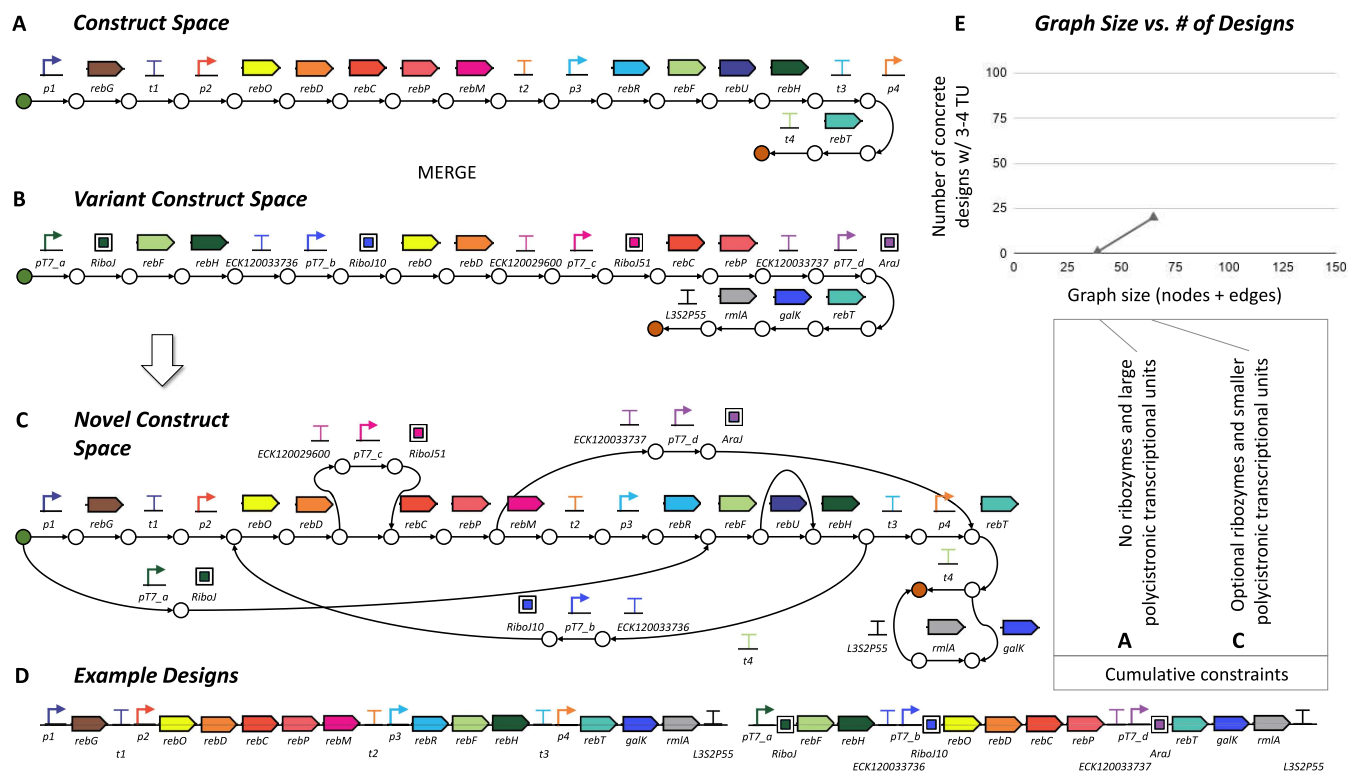 A Construct Space
p1 rebG t1 p2 rebO rebD rebC rebP rebM t2 p3 rebR rebF rebU rebH t3 p4
t4 rebT
MERGE
B Variant Construct Space
pT7_a RiboJ rebF rebH ECK120033736 pT7_b RiboJ10 rebO rebD ECK120029600 pT7_c RiboJ51 rebC rebP ECK120033737 pT7_d AraJ
L3S2P55 rmlA galK rebT
C Novel Construct
Space
ECK120029600 pT7_c RiboJ51
ECK120033737 pT7_d AraJ
p1 rebG t1 p2 rebO rebD rebC rebP rebM t2 p3 rebR rebF rebU rebH t3 p4 rebT
t4
pT7_a RiboJ
RiboJ10 pT7_b ECK120033736
L3S2P55 rmlA galK
t4
D Example Designs
p1 rebG t1 p2 rebO rebD rebC rebP rebM t2 p3 rebR rebF rebH t3 p4 rebT galK rmlA L3S2P55
pT7_a RiboJ rebF rebH ECK120033736 pT7_b RiboJ10 rebO rebD rebC rebP ECK120033737 pT7_d AraJ rebT galK rmlA L3S2P55
E Graph Size vs. # of Designs
Number of concrete
designs w/ 3-4 TU
100
75
50
25
0
0 25 50 75 100 125 150
Graph size (nodes + edges)
No ribozymes and large
polycistronic transcriptional units
Optional ribozymes and smaller
polycistronic transcriptional units
A C
Cumulative constraints